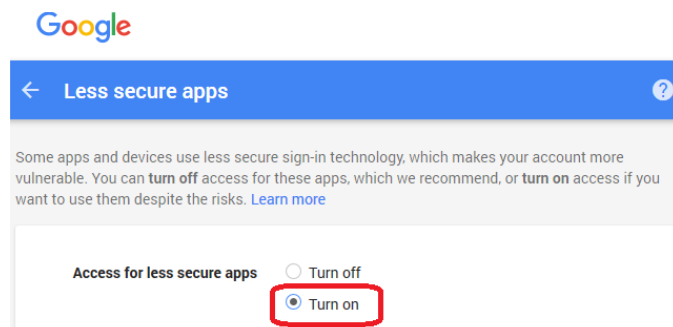 Google
Less secure apps
?
Some apps and devices use less secure sign-in technology, which makes your account more
vulnerable. You can turn off access for these apps, which we recommend, or turn on access if you
want to use them despite the risks. Learn more
Access for less secure apps
Turn off
Turn on